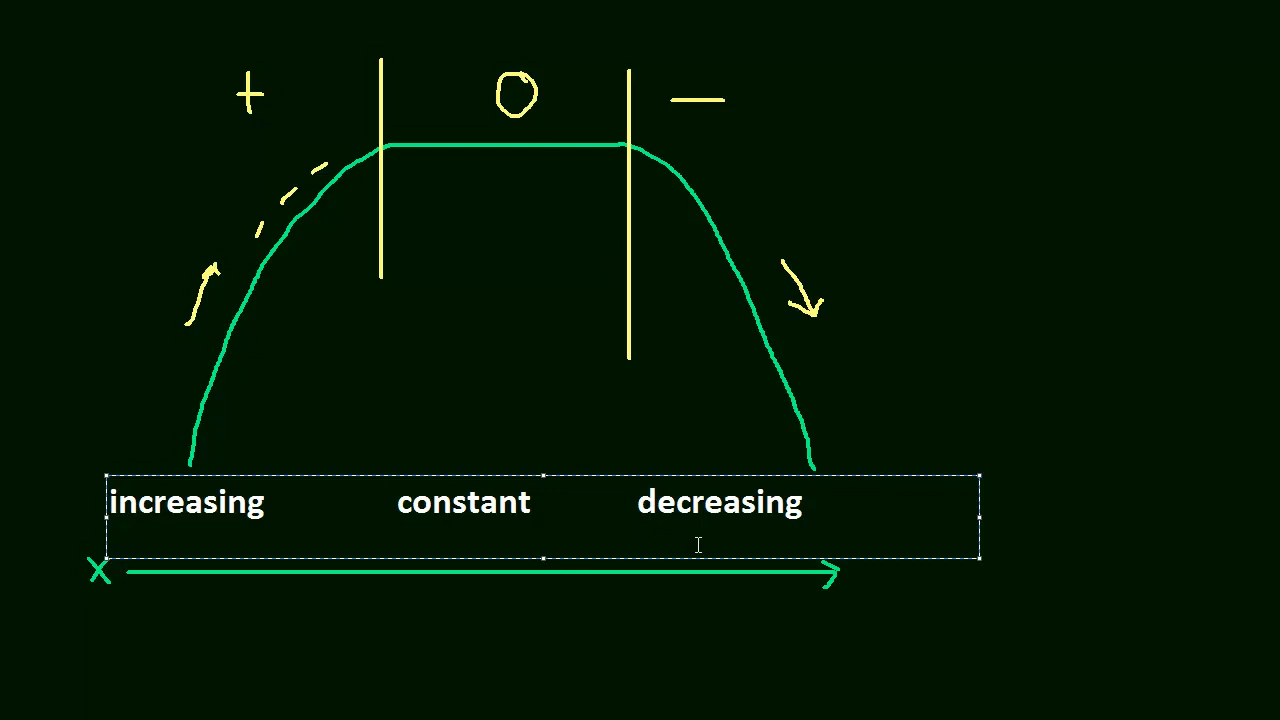 + 0 —
increasing constant decreasing
x